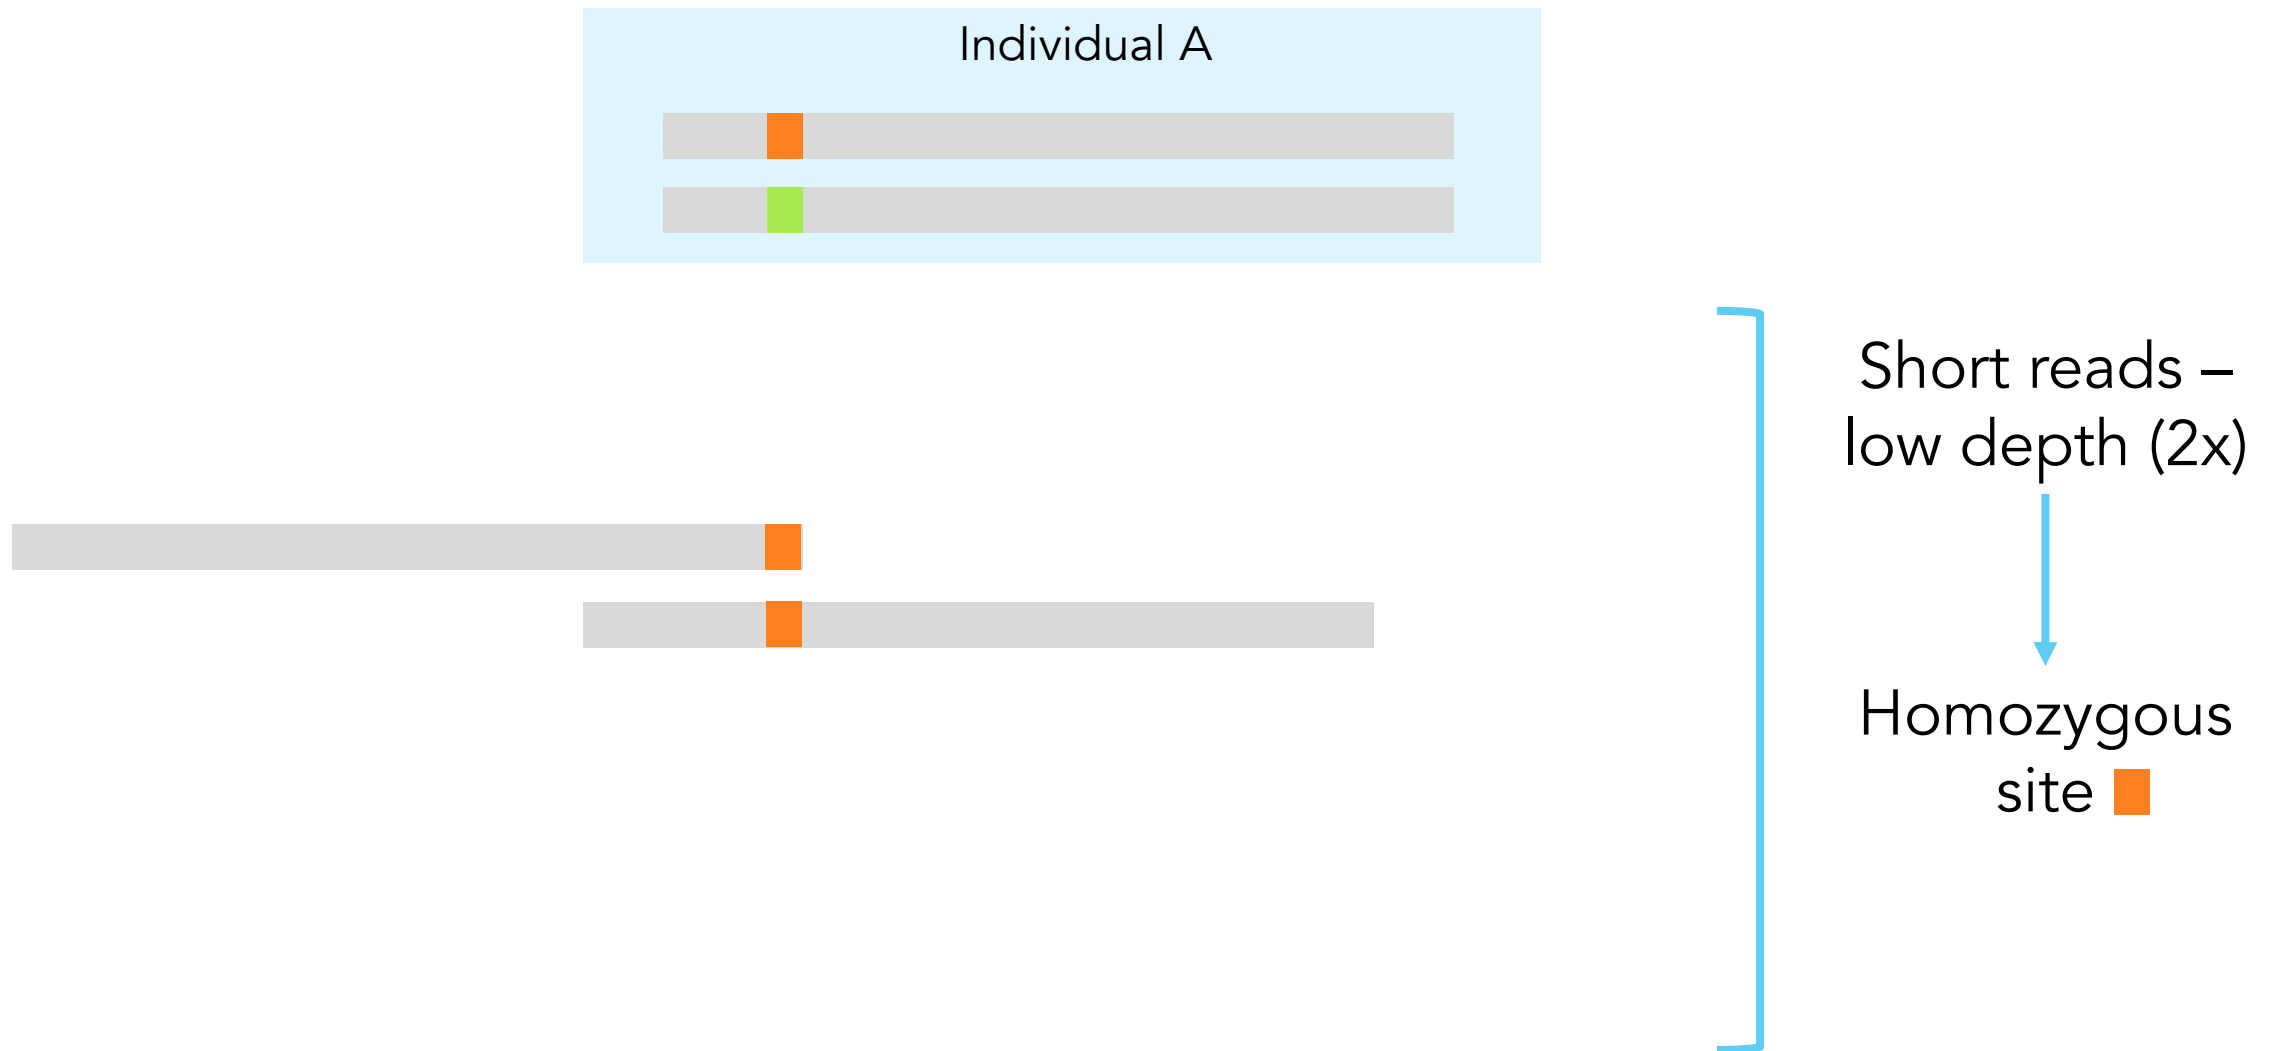 Individual A
Short reads –
low depth (2x)
Homozygous
site